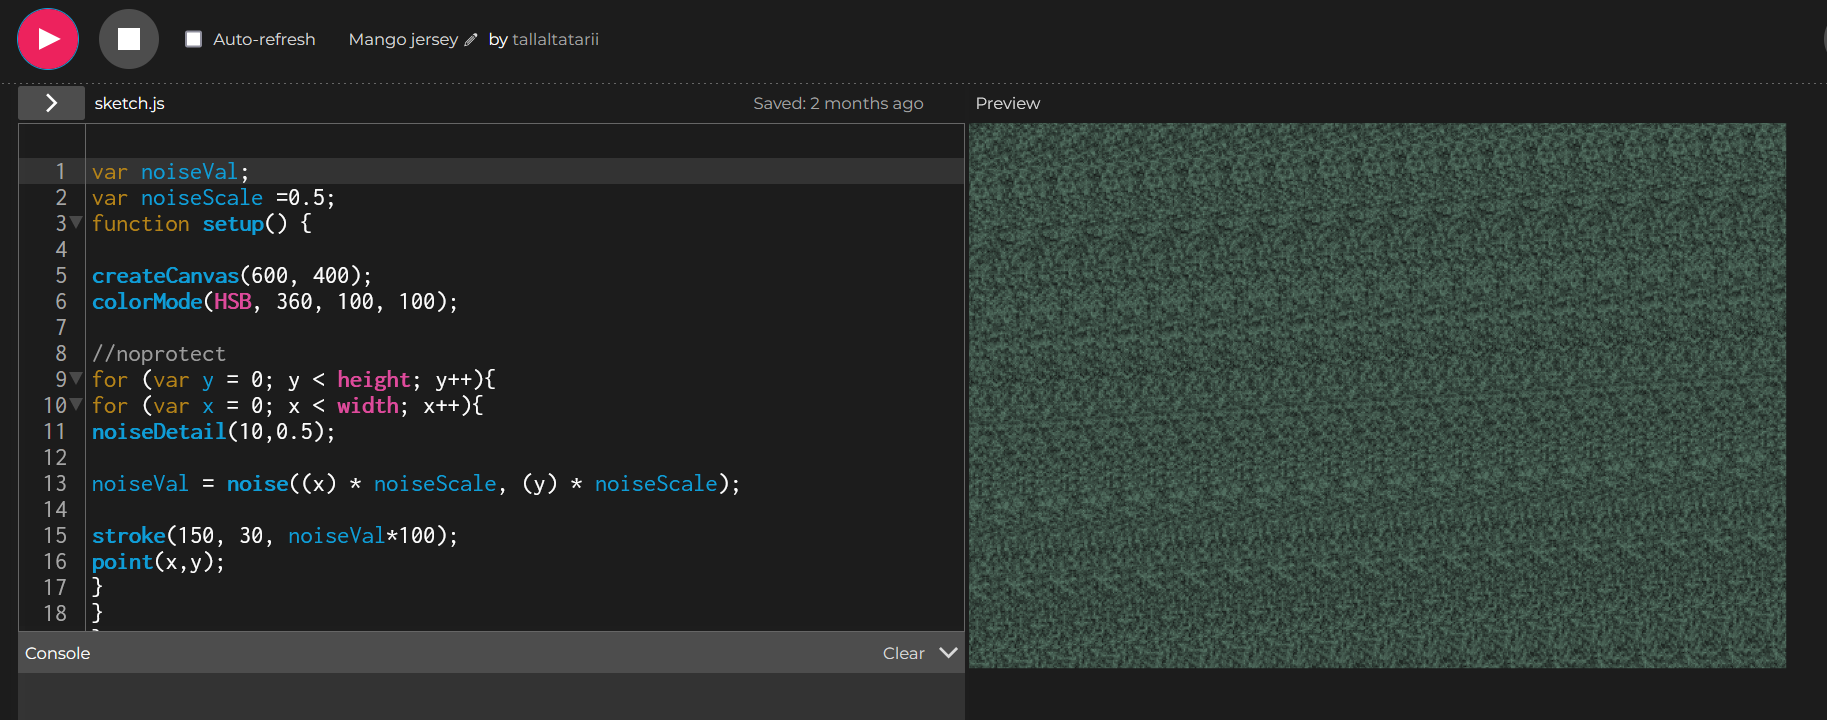 Auto-refresh Mango jersey by tallaltatarii
sketch.js Saved: 2 months ago Preview
1 var noiseVal;
2 var noiseScale =0.5;
3 function setup() {
4
5 createCanvas(600, 400);
6 colorMode(HSB, 360, 100, 100);
7
8 //noprotect
9 for (var y = 0; y < height; y++){
10 for (var x = 0; x < width; x++){
11 noiseDetail(10,0.5);
12
13 noiseVal = noise((x) * noiseScale, (y) * noiseScale);
14
15 stroke(150, 30, noiseVal*100);
16 point(x,y);
17 }
18 }
Console Clear